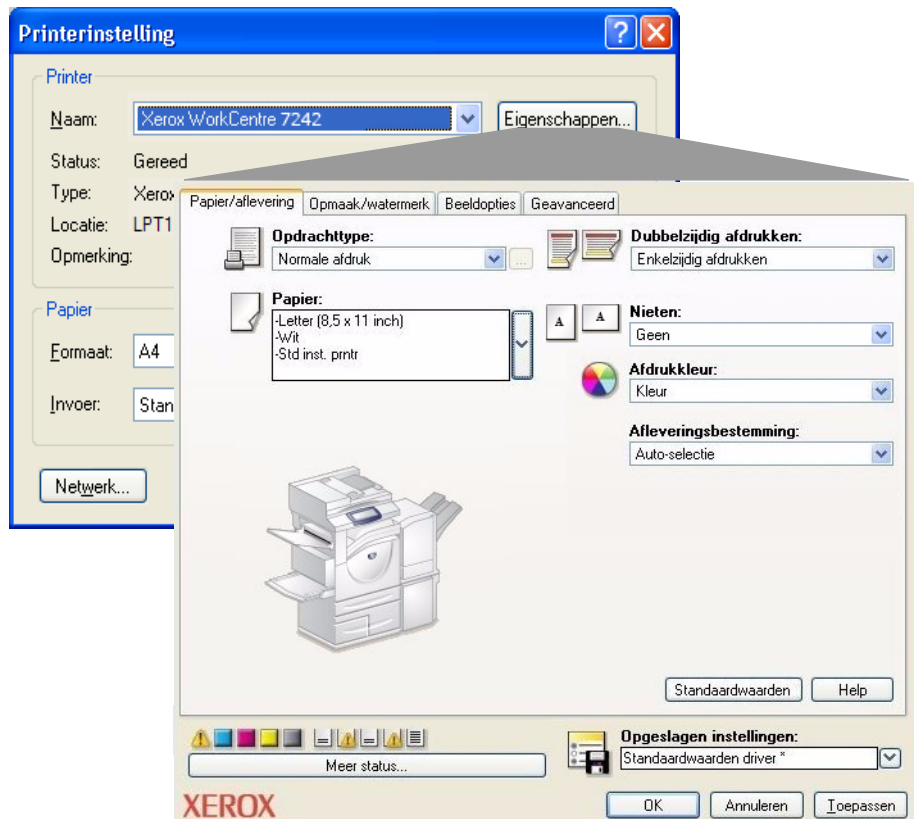 Printerinstelling
Printer
Naam:
Xerox WorkCentre 7242
Eigenschappen...
Status:
Gereed
Type:
Xerox
Locatie:
LPT1
Opmerking:
Papier
Formaat:
A4
Invoer:
Stan
Netwerk...
Papier/aflevering
Opmaak/watermerk
Beeldopties
Geavanceerd
Opdrachttype:
Normale afdruk
...
Papier:
-Letter (8,5 x 11 inch)
-Wit
-Std inst. prntr
Dubbelzijdig afdrukken:
Enkelzijdig afdrukken
A
A
Nieten:
Geen
Afdrukkleur:
Kleur
Afleveringsbestemming:
Auto-selectie
Standaardwaarden
Help
Meer status...
Opgeslagen instellingen:
Standaardwaarden driver *
XEROX
OK
Annuleren
Toepassen